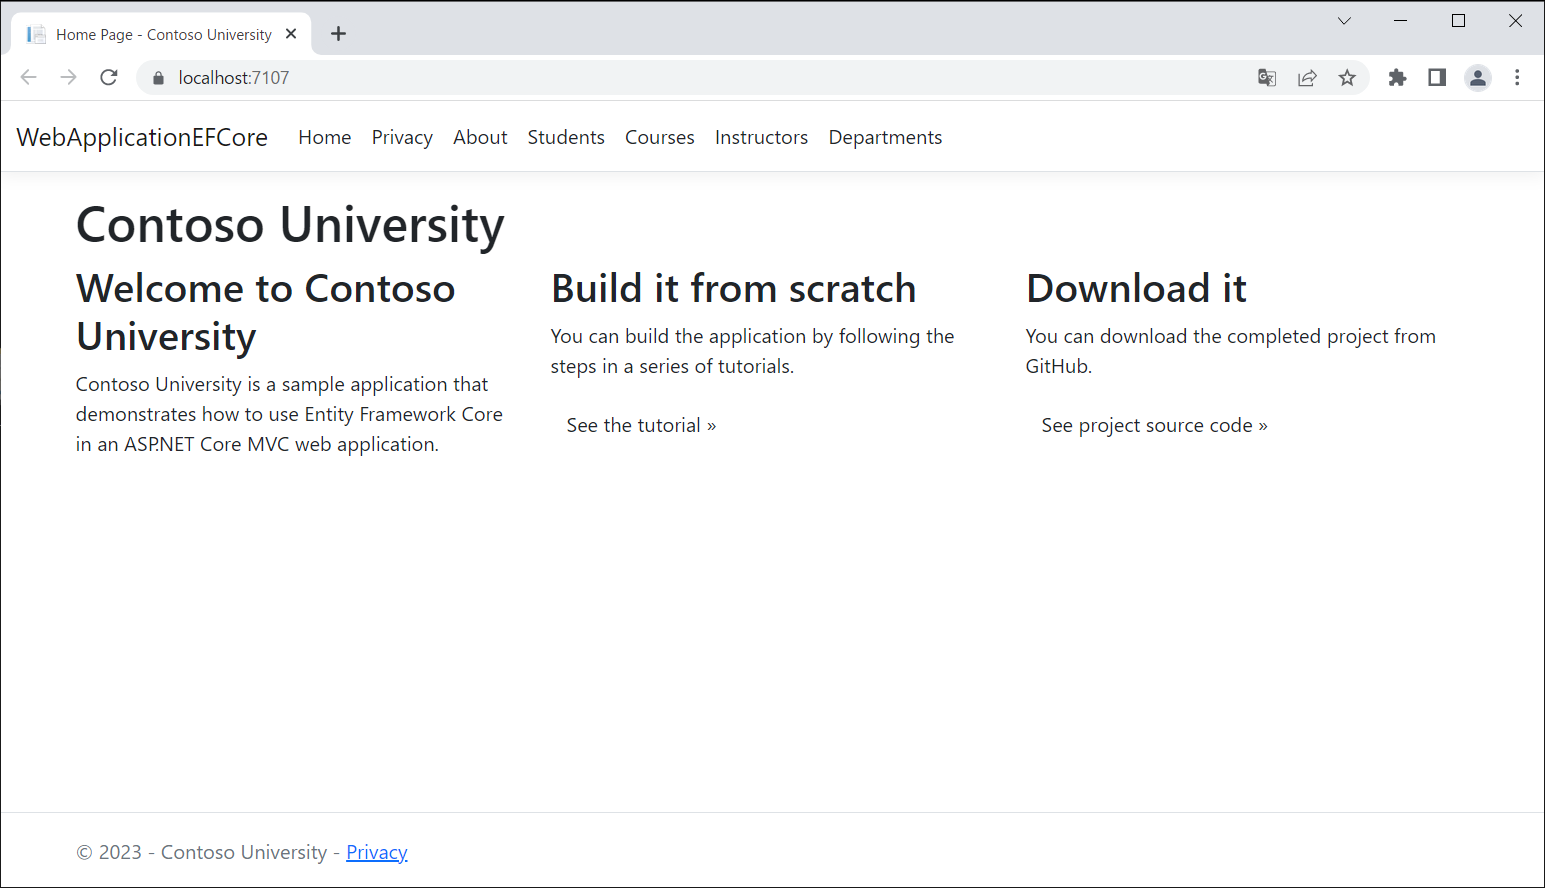 Home Page - Contoso University
localhost:7107
WebApplicationEFCore Home Privacy About Students Courses Instructors Departments
Contoso University
Welcome to Contoso
University
Contoso University is a sample application that
demonstrates how to use Entity Framework Core
in an ASP.NET Core MVC web application.
Build it from scratch
You can build the application by following the
steps in a series of tutorials.
See the tutorial »
Download it
You can download the completed project from
GitHub.
See project source code »
© 2023 - Contoso University - Privacy